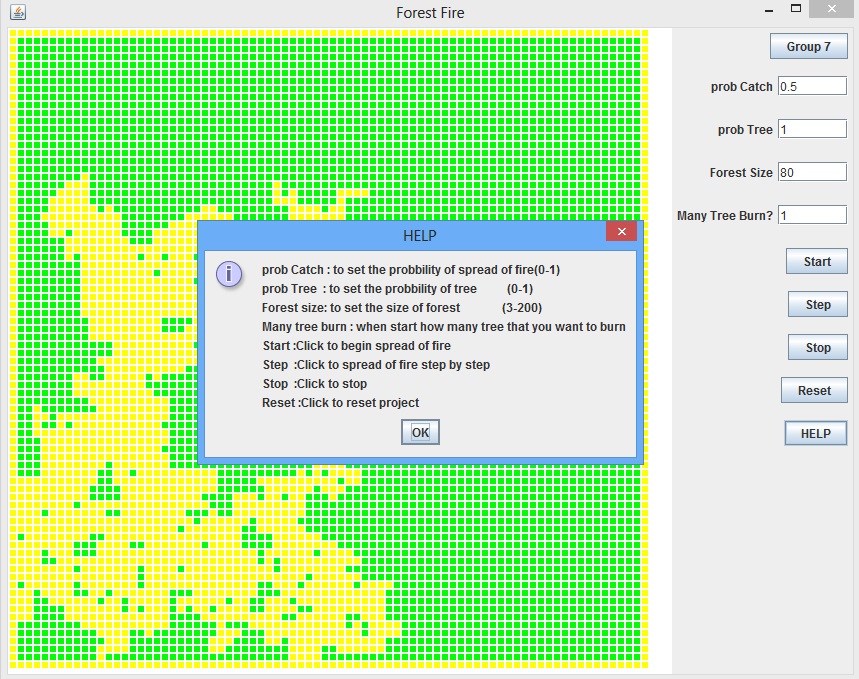 Forest Fire
Group 7
prob Catch 0.5
prob Tree 1
Forest Size 80
Many Tree Burn? 1
Start
Step
Stop
Reset
HELP
HELP
prob Catch : to set the probbility of spread of fire(0-1)
prob Tree : to set the probbility of tree (0-1)
Forest size: to set the size of forest (3-200)
Many tree burn : when start how many tree that you want to burn
Start :Click to begin spread of fire
Step :Click to spread of fire step by step
Stop :Click to stop
Reset :Click to reset project
OK